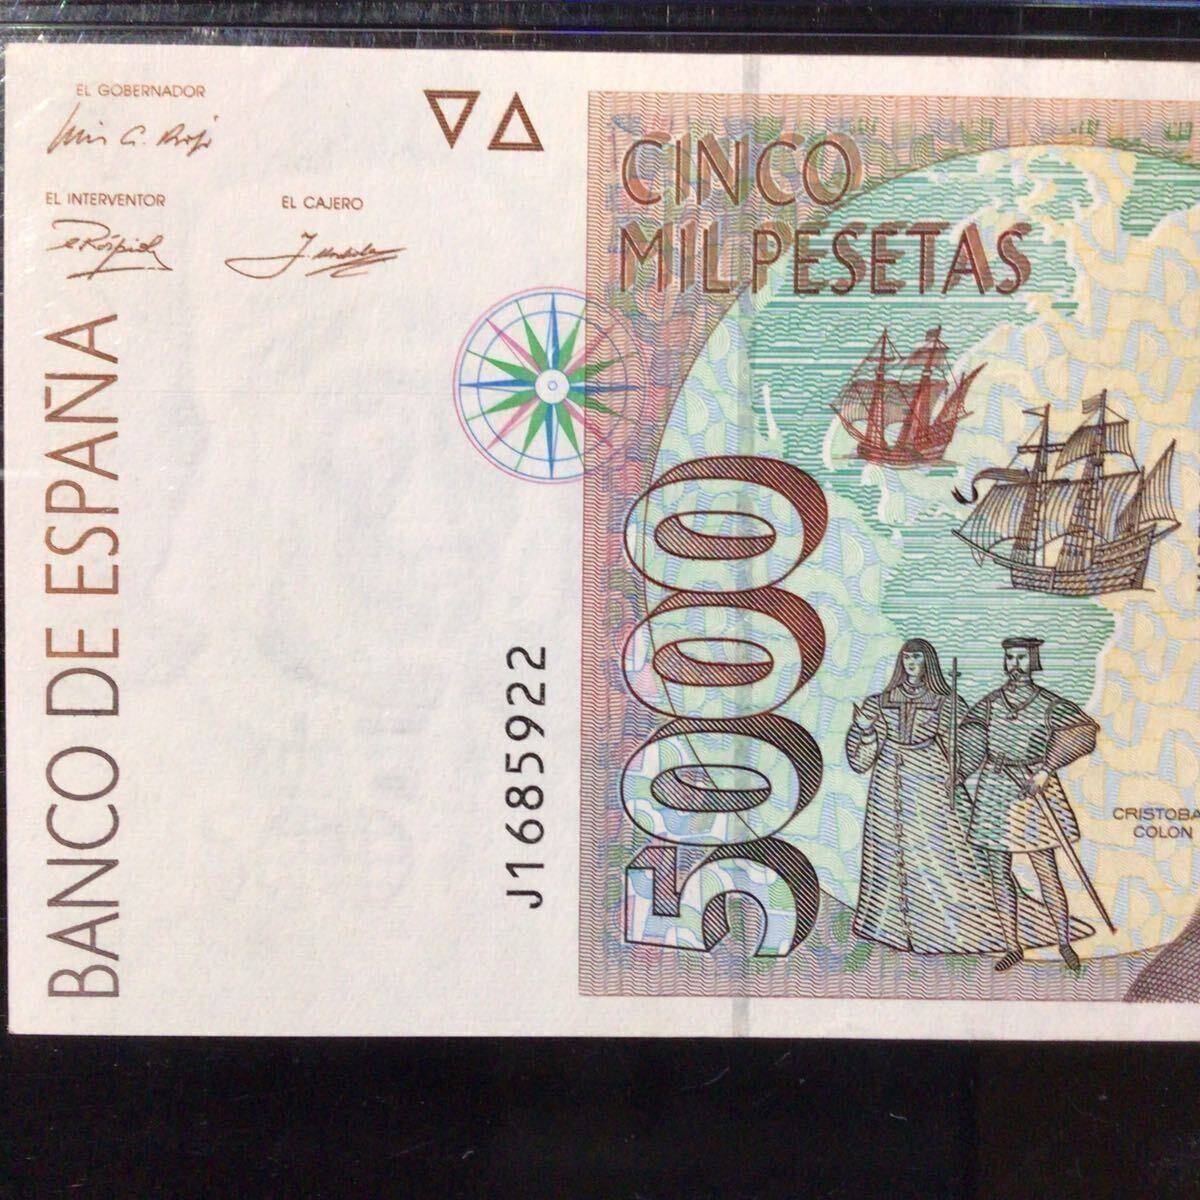 EL GOBERNADOR
EL INTERVENTOR
EL CAJERO
BANCO DE ESPAÑA
CINCO
MIL PESETAS
5000
J1685922
CRISTOBA
COLON